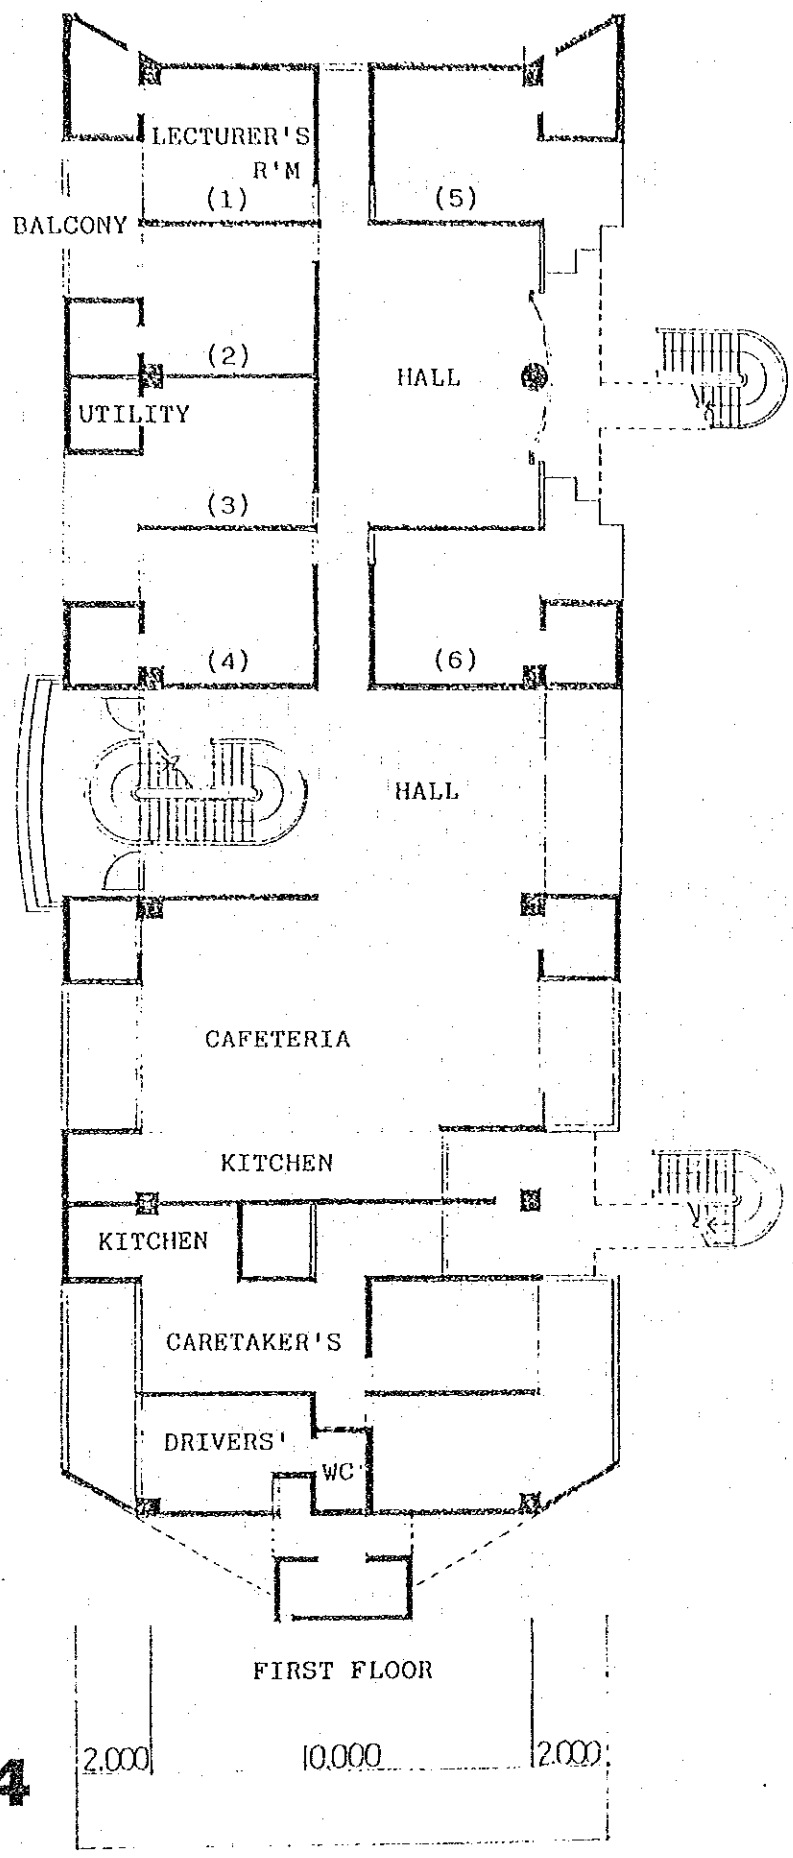 LECTURER'S
R'M
(1)
(5)
BALCONY
(2)
HALL
UTILITY
(3)
(4)
(6)
HALL
CAFETERIA
KITCHEN
KITCHEN
CARETAKER'S
DRIVERS'
WC
FIRST FLOOR
2.000
10.000
2.000
4